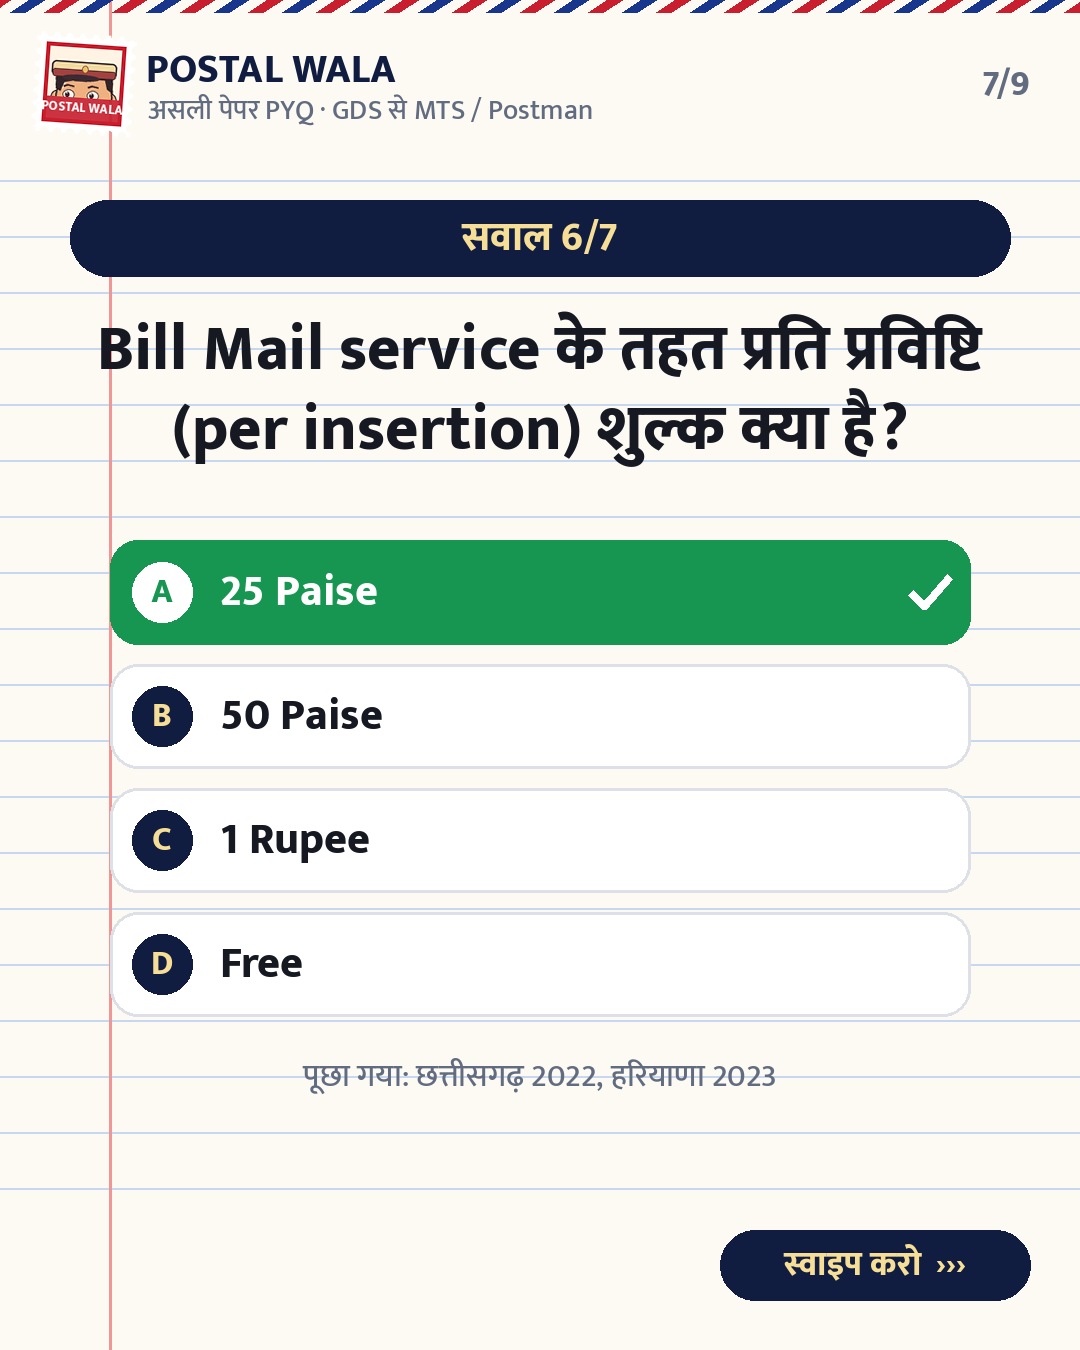 POSTAL WALA
POSTAL WALA
असली पेपर PYQ · GDS से MTS / Postman
7/9
सवाल 6/7
Bill Mail service के तहत प्रति प्रविष्टि
(per insertion) शुल्क क्या है?
A 25 Paise
B 50 Paise
C 1 Rupee
D Free
पूछा गया: छत्तीसगढ़ 2022, हरियाणा 2023
स्वाइप करो ›››